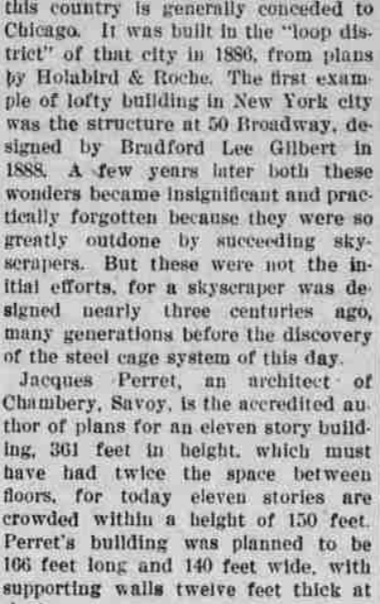 this country is generally conceded to
Chicago. It was built in the "loop dis-
trict" of that city in 1886, from plans
by Holabird & Roche. The first exam-
ple of lofty building in New York city
was the structure at 50 Broadway, de-
signed by Bradford Lee Gilbert in
1888. A few years later both these
wonders became insignificant and prac-
tically forgotten because they were so
greatly outdone by succeeding sky-
scrapers. But these were not the in-
itial efforts, for a skyscraper was de-
signed nearly three centuries ago,
many generations before the discovery
of the steel cage system of this day.
Jacques Perret, an architect of
Chambery, Savoy, is the accredited au-
thor of plans for an eleven story build-
ing, 361 feet in height, which must
have had twice the space between
floors, for today eleven stories are
crowded within a height of 150 feet.
Perret's building was planned to be
166 feet long and 140 feet wide, with
supporting walls twelve feet thick at